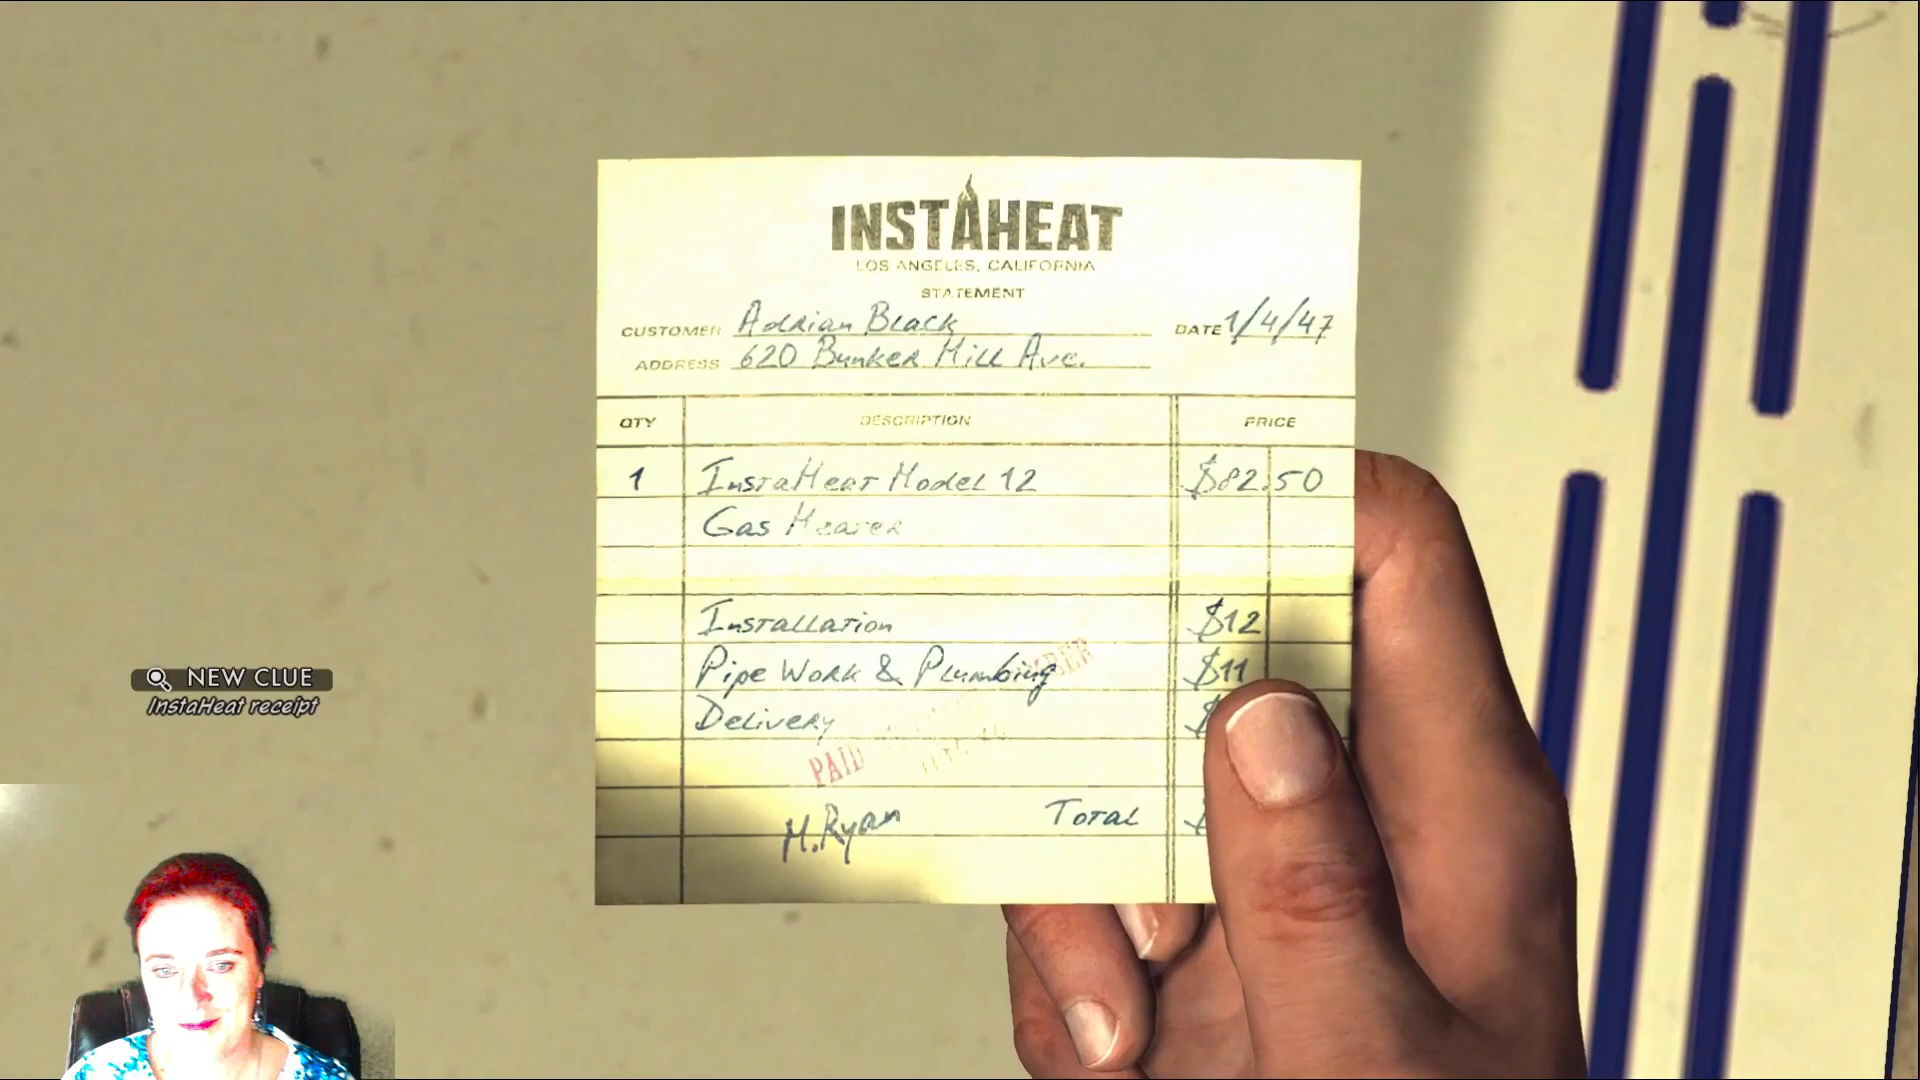 INSTAHEAT
LOS ANGELES, CALIFORNIA
STATEMENT
CUSTOMER Adrian Black DATE 1/4/47
ADDRESS 620 Bunker Hill Ave.
QTY DESCRIPTION PRICE
1 InstaHeat Model 12 $82.50
Gas Heater
Installation $12
Pipe Work & Plumbing $11
Delivery $
PAID
M. Ryan Total $
NEW CLUE
InstaHeat receipt